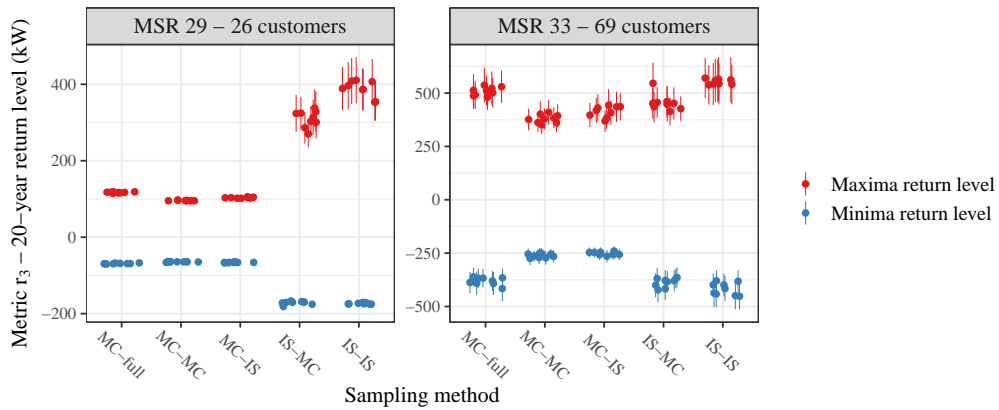 MSR 29 − 26 customers
MSR 33 − 69 customers
Metric r3 − 20−year return level (kW)
400
200
0
−200
500
250
0
−250
−500
MC−full
MC−MC
MC−IS
IS−MC
IS−IS
MC−full
MC−MC
MC−IS
IS−MC
IS−IS
Sampling method
Maxima return level
Minima return level